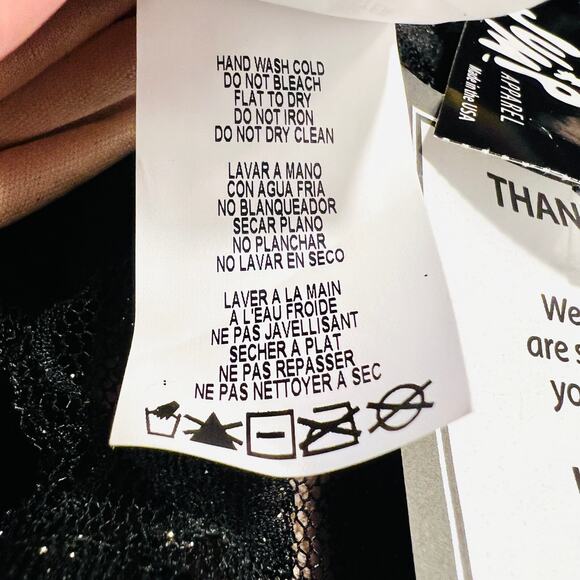 HAND WASH COLD
DO NOT BLEACH
FLAT TO DRY
DO NOT IRON
DO NOT DRY CLEAN
LAVAR A MANO
CON AGUA FRIA
NO BLANQUEADOR
SECAR PLANO
NO PLANCHAR
NO LAVAR EN SECO
LAVER A LA MAIN
A L'EAU FROIDE
NE PAS JAVELLISANT
SECHER A PLAT
NE PAS REPASSER
NE PAS NETTOYER A SEC
APPAREL
Made in the USA
THAN
We
are s
yo